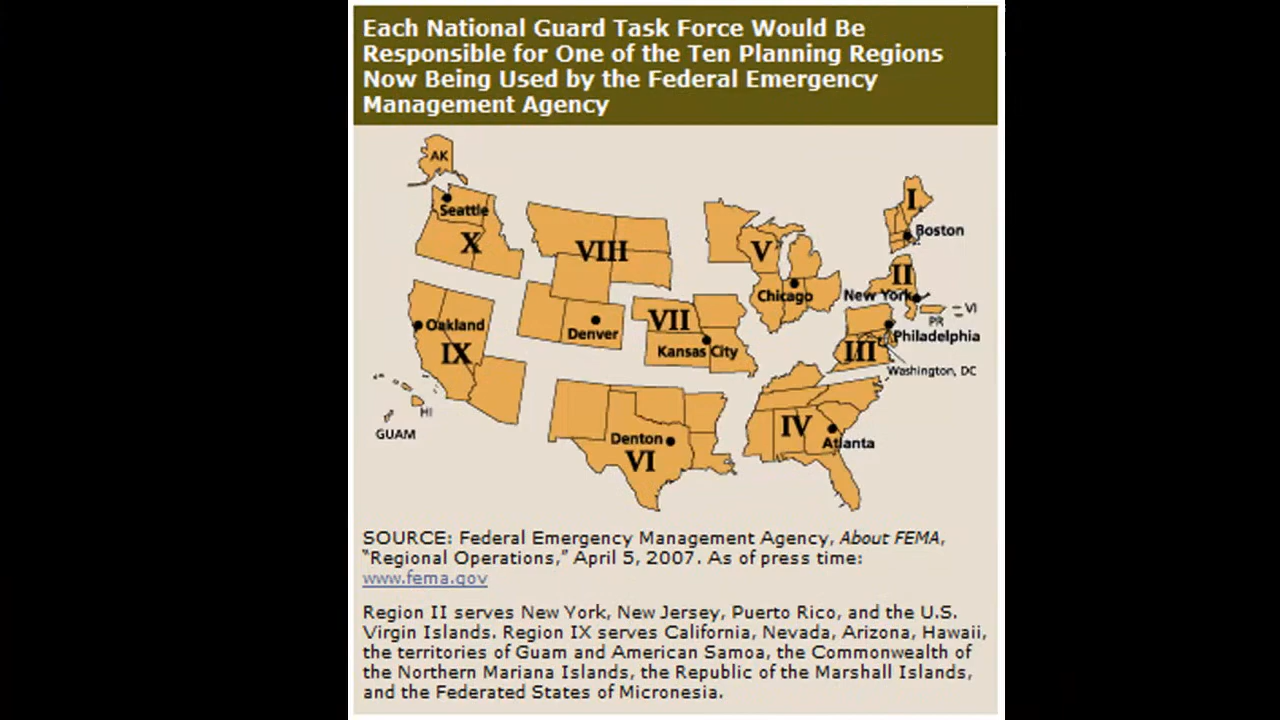 Each National Guard Task Force Would Be
Responsible for One of the Ten Planning Regions
Now Being Used by the Federal Emergency
Management Agency
AK
Seattle
X
VIII
V
I
Boston
II
New York
Chicago
VI
PR
Oakland
Denver
VII
Philadelphia
IX
Kansas City
III
Washington, DC
HI
GUAM
Denton
VI
IV
Atlanta
SOURCE: Federal Emergency Management Agency, About FEMA,
"Regional Operations," April 5, 2007. As of press time:
www.fema.gov
Region II serves New York, New Jersey, Puerto Rico, and the U.S.
Virgin Islands. Region IX serves California, Nevada, Arizona, Hawaii,
the territories of Guam and American Samoa, the Commonwealth of
the Northern Mariana Islands, the Republic of the Marshall Islands,
and the Federated States of Micronesia.